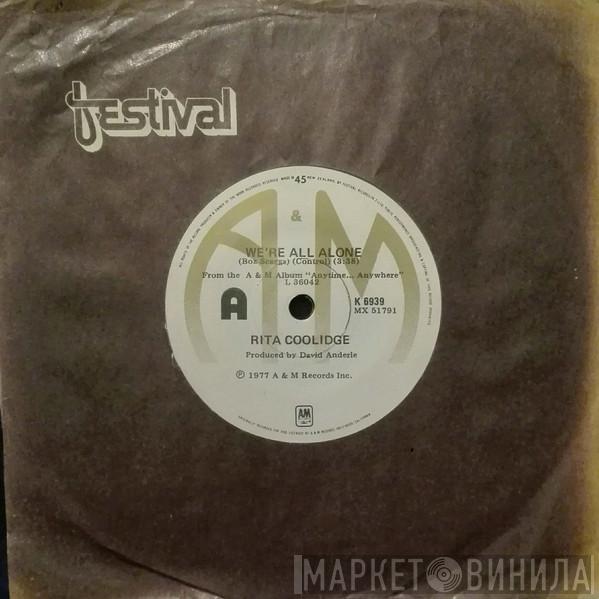 festival
45
A & M
WE'RE ALL ALONE
(Boz Scaggs) (Control) (3:38)
From the A & M Album "Anytime... Anywhere"
L 36042
A
K 6939
MX 51791
RITA COOLIDGE
Produced by David Anderle
℗ 1977 A & M Records Inc.
A&M
МАРКЕТ ВИНИЛА